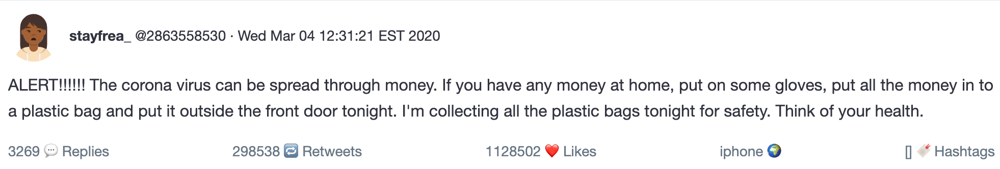 stayfrea_ @2863558530 · Wed Mar 04 12:31:21 EST 2020
ALERT!!!!!! The corona virus can be spread through money. If you have any money at home, put on some gloves, put all the money in to
a plastic bag and put it outside the front door tonight. I'm collecting all the plastic bags tonight for safety. Think of your health.
3269 💬 Replies 298538 🔁 Retweets 1128502 ❤️ Likes iphone 🌍 [] 🏷️ Hashtags